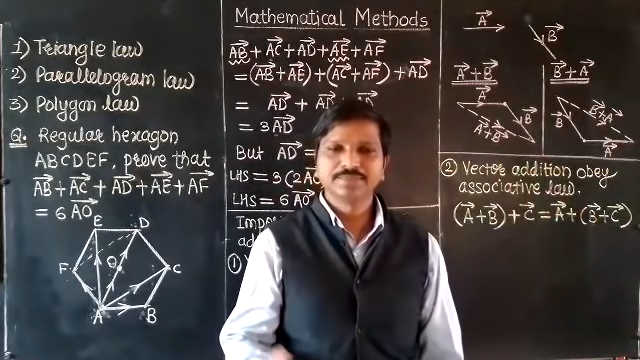 1) Triangle law
2) Parallelogram law
3) Polygon law
Q. Regular hexagon
ABCDEF, prove that
AB + AC + AD + AE + AF
= 6 AO
E D
F O C
A B
Mathematical Methods
AB + AC + AD + AE + AF
= (AB + AE) + (AC + AF) + AD
= AD + AD
= 3 AD
But AD =
LHS = 3(2AO
LHS = 6 AO
1)
A
B
A+B
B+A
A
B
A+B
B
A
② Vector addition obey
associative law.
(A+B) + C = A + (B+C)